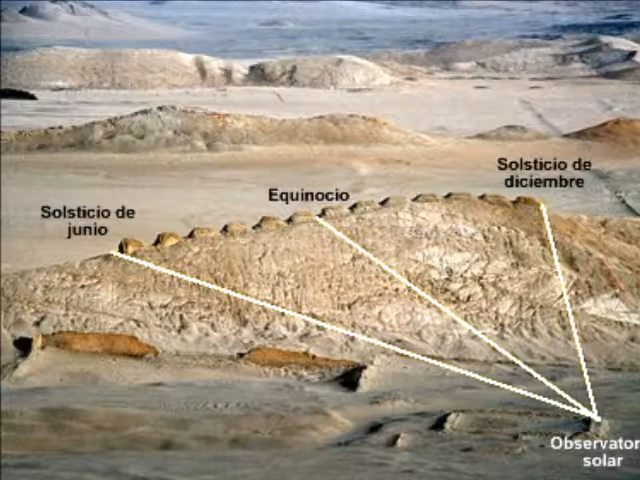 Solsticio de
diciembre
Equinocio
Solsticio de
junio
Observator
solar